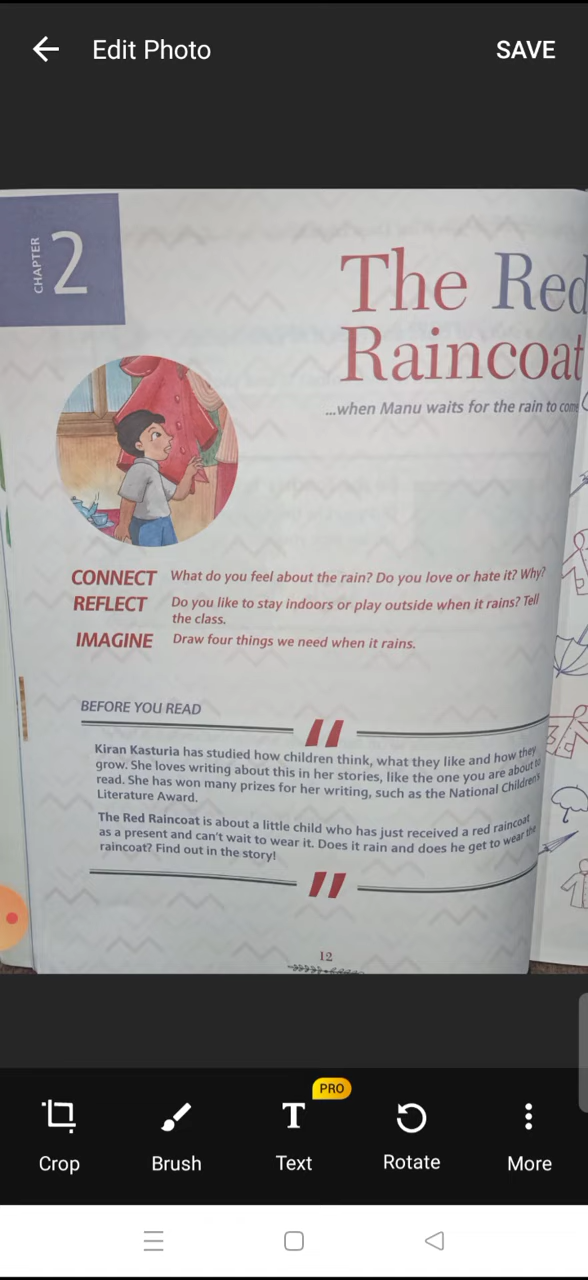 Edit Photo
SAVE
CHAPTER
2
The Red
Raincoat
...when Manu waits for the rain to come
CONNECT What do you feel about the rain? Do you love or hate it? Why?
REFLECT Do you like to stay indoors or play outside when it rains? Tell
the class.
IMAGINE Draw four things we need when it rains.
BEFORE YOU READ
Kiran Kasturia has studied how children think, what they like and how they
grow. She loves writing about this in her stories, like the one you are about to
read. She has won many prizes for her writing, such as the National Children's
Literature Award.
The Red Raincoat is about a little child who has just received a red raincoat
as a present and can't wait to wear it. Does it rain and does he get to wear the
raincoat? Find out in the story!
12
PRO
Crop
Brush
T
Text
Rotate
More